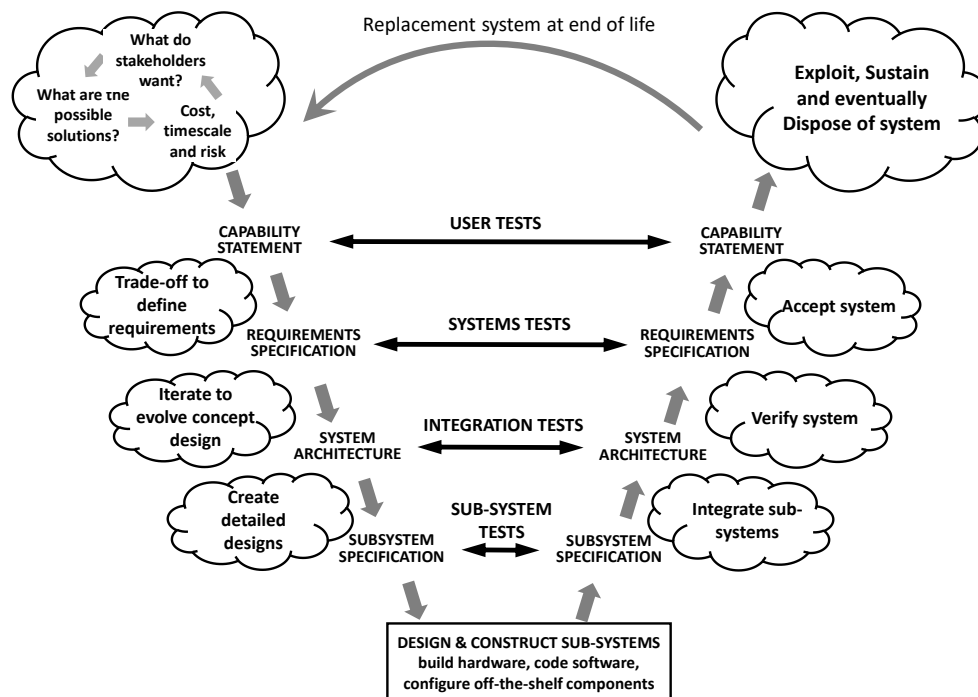 Replacement system at end of life
What do
stakeholders
want?
What are the
possible
solutions?
Cost,
timescale
and risk
Exploit, Sustain
and eventually
Dispose of system
CAPABILITY
STATEMENT
USER TESTS
CAPABILITY
STATEMENT
Trade-off to
define
requirements
Accept system
REQUIREMENTS
SPECIFICATION
SYSTEMS TESTS
REQUIREMENTS
SPECIFICATION
Iterate to
evolve concept
design
Verify system
SYSTEM
ARCHITECTURE
INTEGRATION TESTS
SYSTEM
ARCHITECTURE
Create
detailed
designs
Integrate sub-
systems
SUBSYSTEM
SPECIFICATION
SUB-SYSTEM
TESTS
SUBSYSTEM
SPECIFICATION
DESIGN & CONSTRUCT SUB-SYSTEMS
build hardware, code software,
configure off-the-shelf components